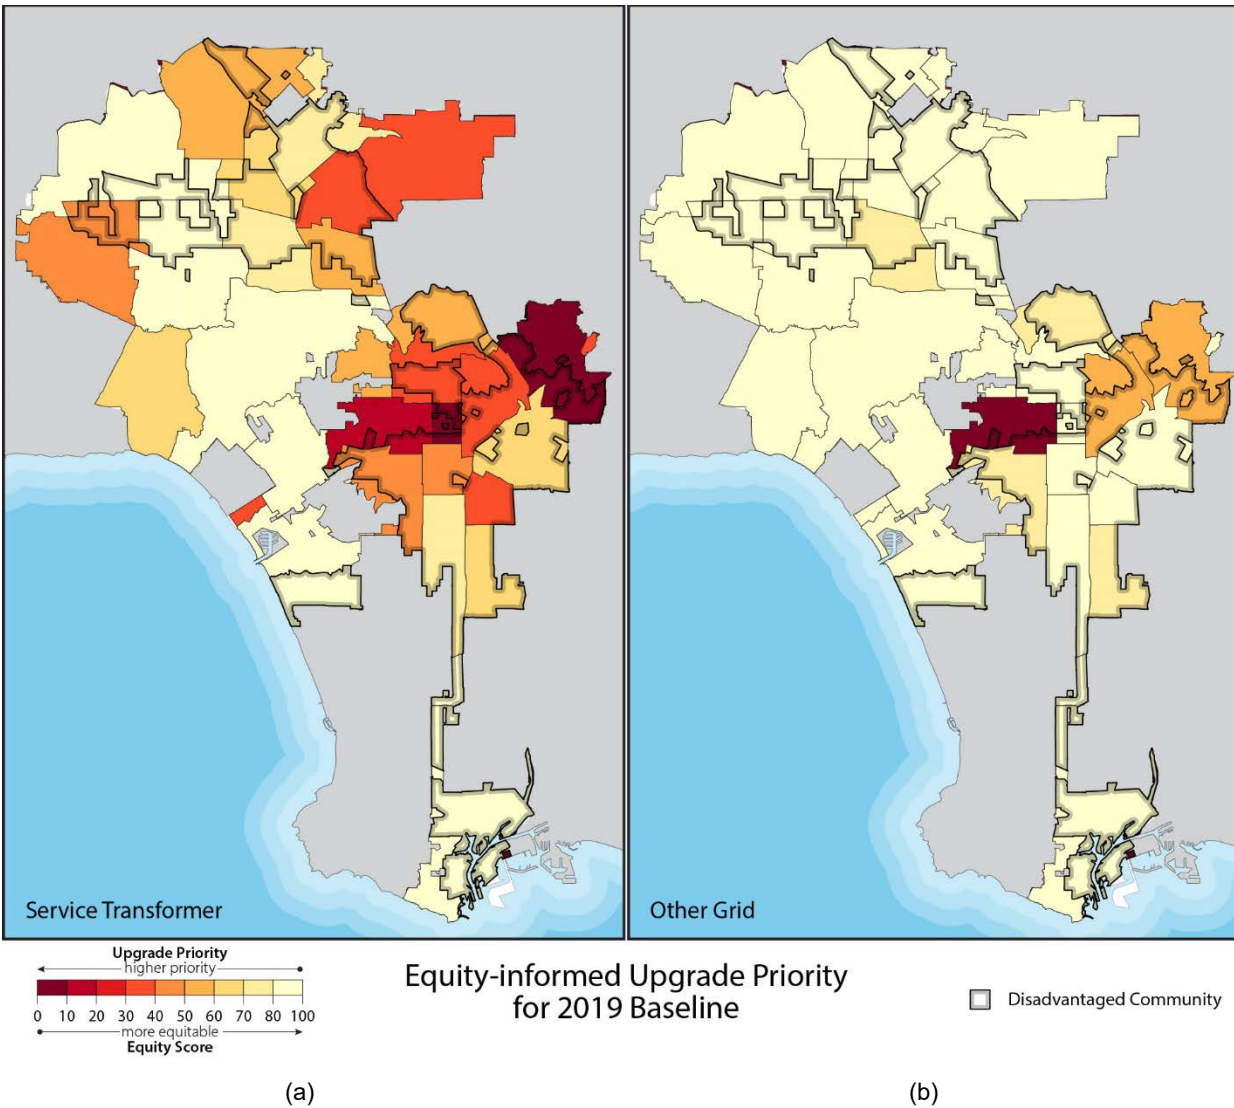 Service Transformer
Other Grid
Upgrade Priority
higher priority
0 10 20 30 40 50 60 70 80 90 100
more equitable
Equity Score
Equity-informed Upgrade Priority
for 2019 Baseline
Disadvantaged Community
(a)
(b)